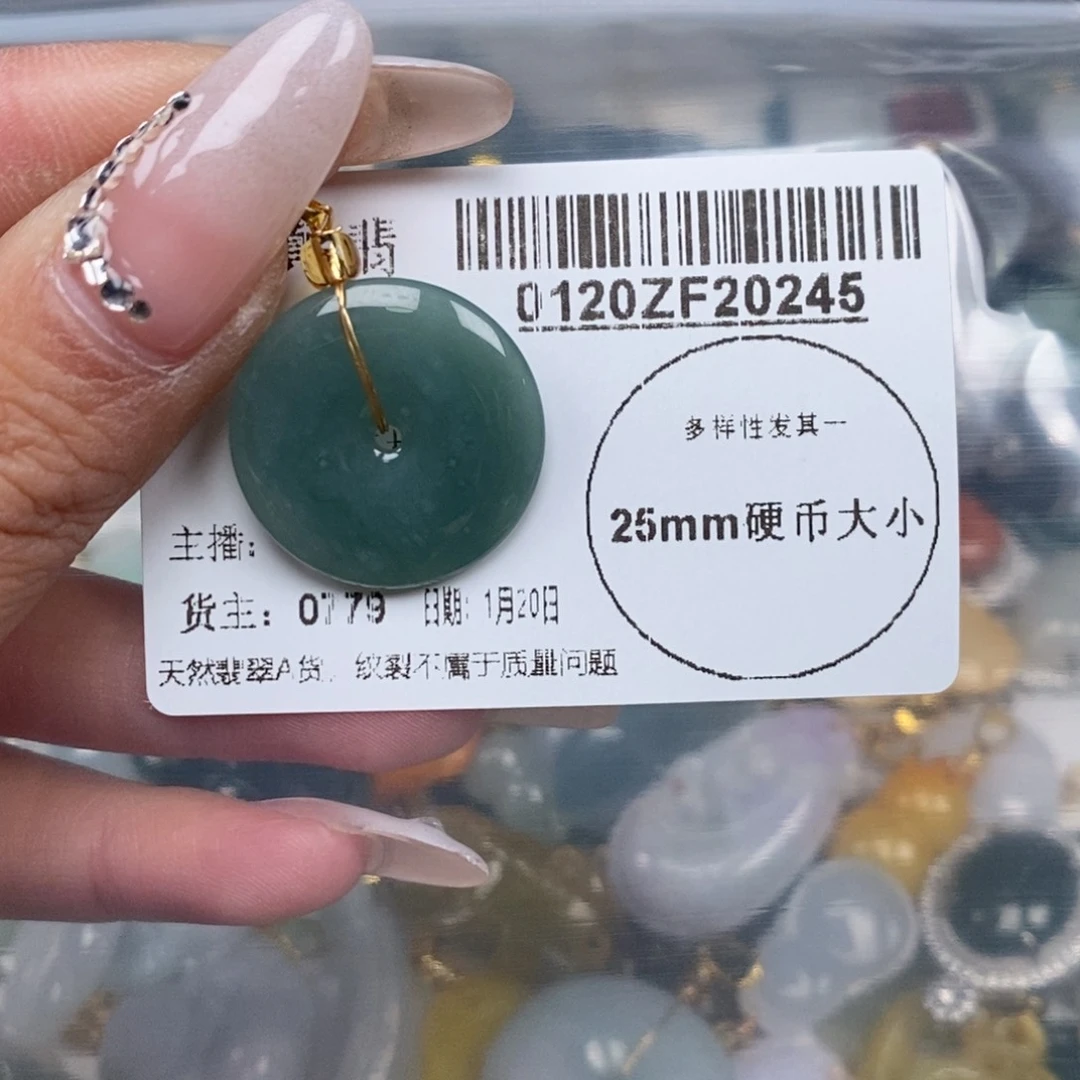 翡
0120ZF20245
多样性发其一
25mm硬币大小
主播:
货主: 0779 日期: 1月20日
天然翡翠A货, 纹裂不属于质量问题